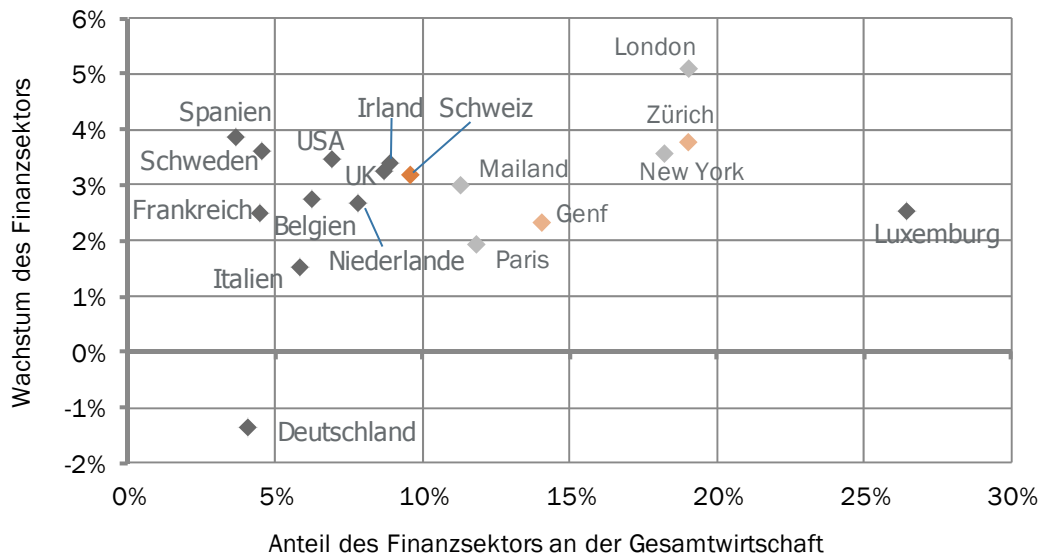 6%
5%
4%
3%
2%
1%
0%
-1%
-2%
Wachstum des Finanzsektors
London
Zürich
Spanien
Irland
Schweiz
USA
Schweden
UK
Mailand
New York
Frankreich
Belgien
Genf
Luxemburg
Niederlande
Paris
Italien
Deutschland
0%
5%
10%
15%
20%
25%
30%
Anteil des Finanzsektors an der Gesamtwirtschaft